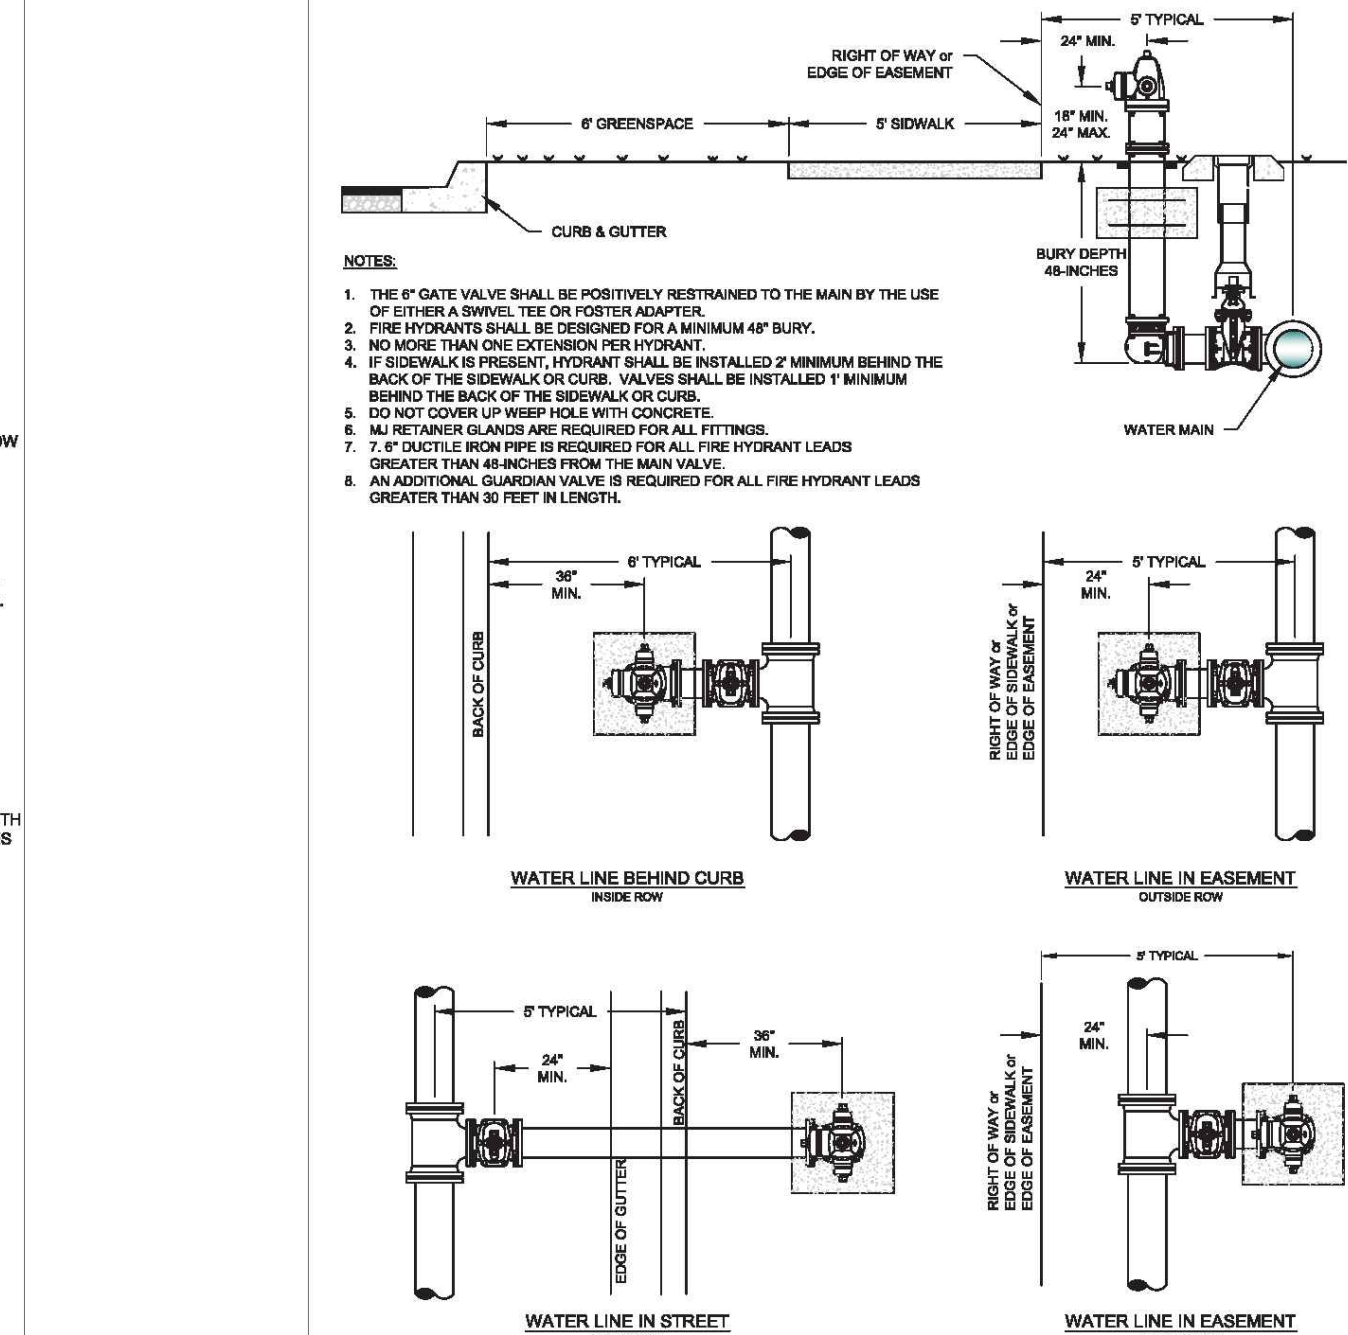 5' TYPICAL
24" MIN.
RIGHT OF WAY or
EDGE OF EASEMENT
18" MIN.
24" MAX.
6' GREENSPACE
5' SIDWALK
CURB & GUTTER
BURY DEPTH
48-INCHES
WATER MAIN
NOTES:
1. THE 6" GATE VALVE SHALL BE POSITIVELY RESTRAINED TO THE MAIN BY THE USE
OF EITHER A SWIVEL TEE OR FOSTER ADAPTER.
2. FIRE HYDRANTS SHALL BE DESIGNED FOR A MINIMUM 48" BURY.
3. NO MORE THAN ONE EXTENSION PER HYDRANT.
4. IF SIDEWALK IS PRESENT, HYDRANT SHALL BE INSTALLED 2' MINIMUM BEHIND THE
BACK OF THE SIDEWALK OR CURB. VALVES SHALL BE INSTALLED 1' MINIMUM
BEHIND THE BACK OF THE SIDEWALK OR CURB.
5. DO NOT COVER UP WEEP HOLE WITH CONCRETE.
6. MJ RETAINER GLANDS ARE REQUIRED FOR ALL FITTINGS.
7. 7. 6" DUCTILE IRON PIPE IS REQUIRED FOR ALL FIRE HYDRANT LEADS
GREATER THAN 48-INCHES FROM THE MAIN VALVE.
8. AN ADDITIONAL GUARDIAN VALVE IS REQUIRED FOR ALL FIRE HYDRANT LEADS
GREATER THAN 30 FEET IN LENGTH.
OW
TH
S
6' TYPICAL
36"
MIN.
BACK OF CURB
WATER LINE BEHIND CURB
INSIDE ROW
5' TYPICAL
24"
MIN.
RIGHT OF WAY or
EDGE OF SIDEWALK or
EDGE OF EASEMENT
WATER LINE IN EASEMENT
OUTSIDE ROW
5' TYPICAL
24"
MIN.
36"
MIN.
BACK OF CURB
EDGE OF GUTTER
WATER LINE IN STREET
5' TYPICAL
24"
MIN.
RIGHT OF WAY or
EDGE OF SIDEWALK or
EDGE OF EASEMENT
WATER LINE IN EASEMENT